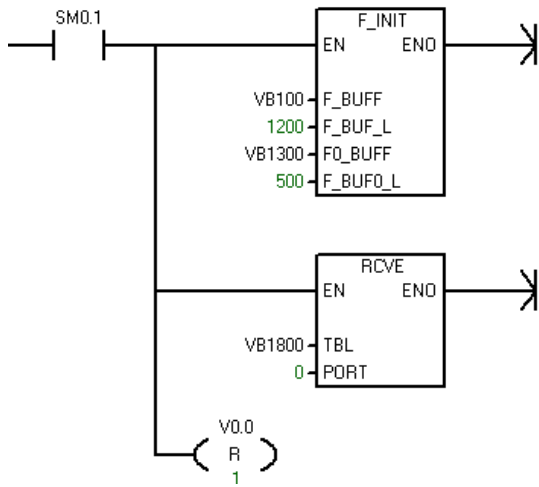 SM0.1
F_INIT
EN ENO
VB100 F_BUFF
1200 F_BUF_L
VB1300 F0_BUFF
500 F_BUF0_L
RCVE
EN ENO
VB1800 TBL
0 PORT
V0.0
R
1